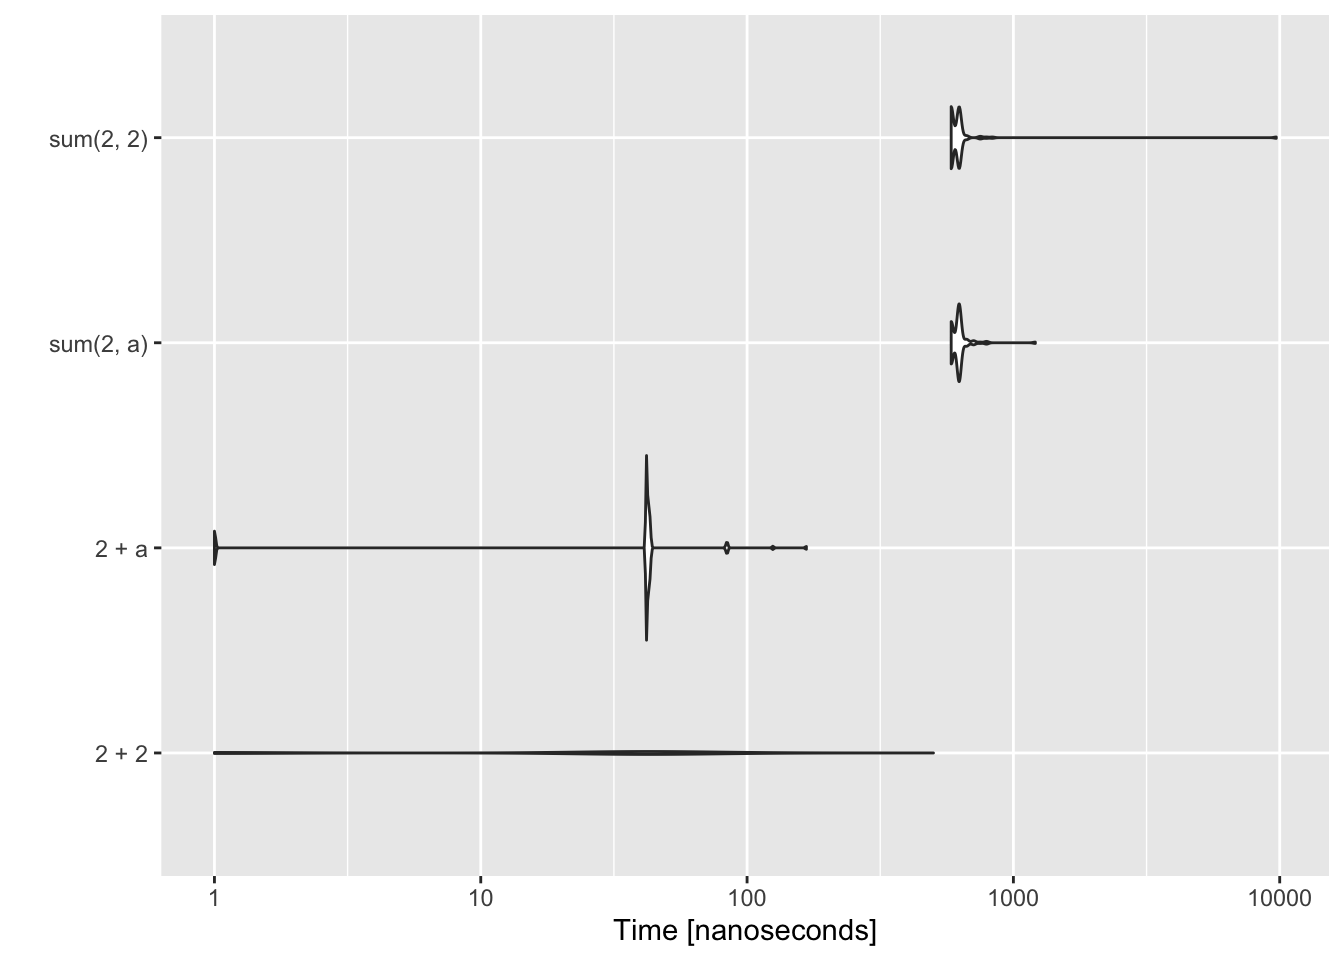 sum(2, 2)
sum(2, a)
2 + a
2 + 2
1 10 100 1000 10000
Time [nanoseconds]